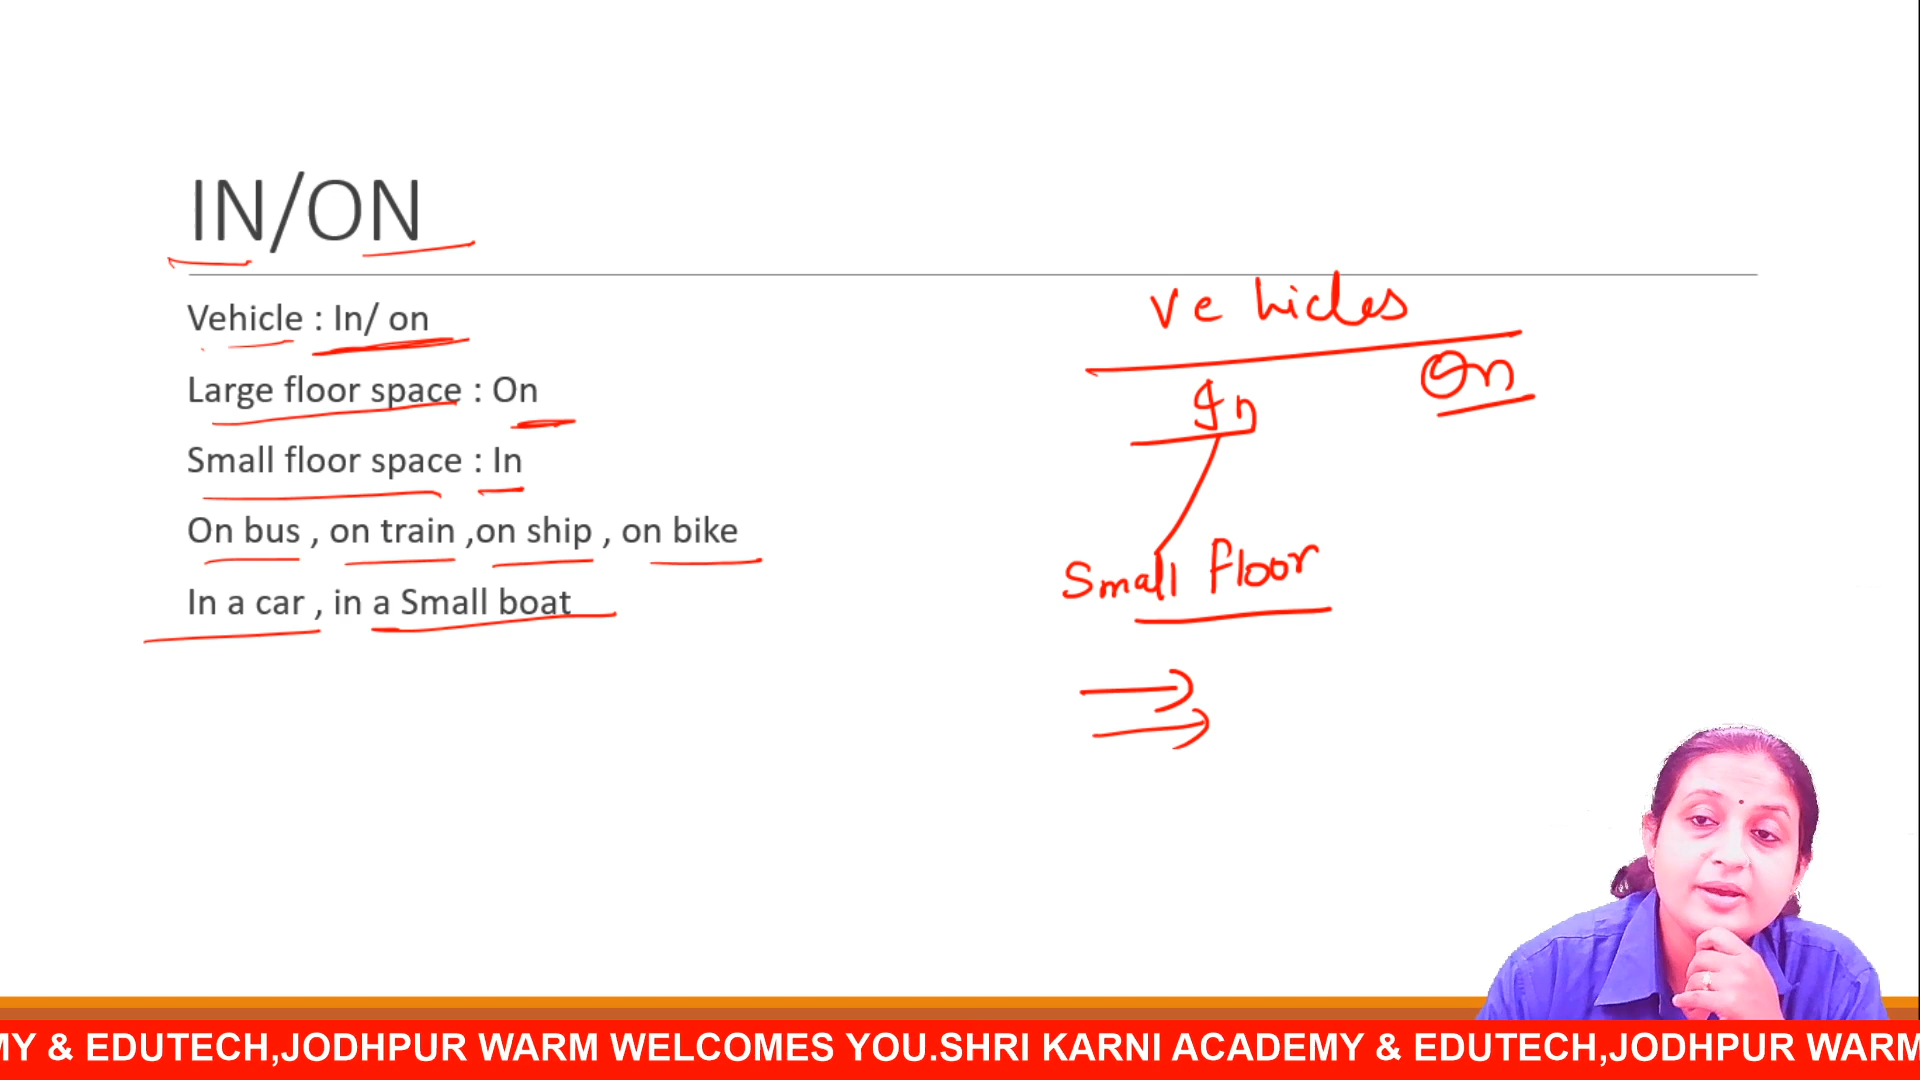 IN/ON
Vehicle : In/ on
Large floor space : On
Small floor space : In
On bus , on train ,on ship , on bike
In a car , in a Small boat
Vehicles
In
On
Small Floor
MY & EDUTECH,JODHPUR WARM WELCOMES YOU.SHRI KARNI ACADEMY & EDUTECH,JODHPUR WARM